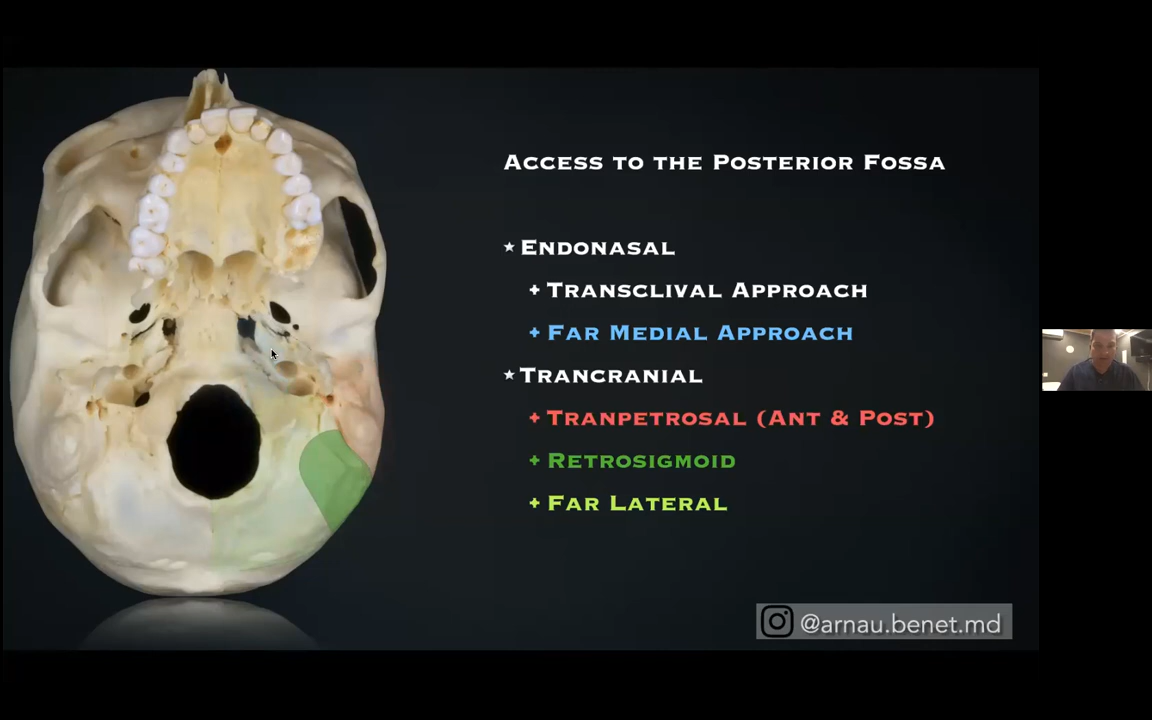 Access to the Posterior Fossa
★ Endonasal
+ Transclival Approach
+ Far Medial Approach
★ Trancranial
+ Tranpetrosal (Ant & Post)
+ Retrosigmoid
+ Far Lateral
@arnau.benet.md